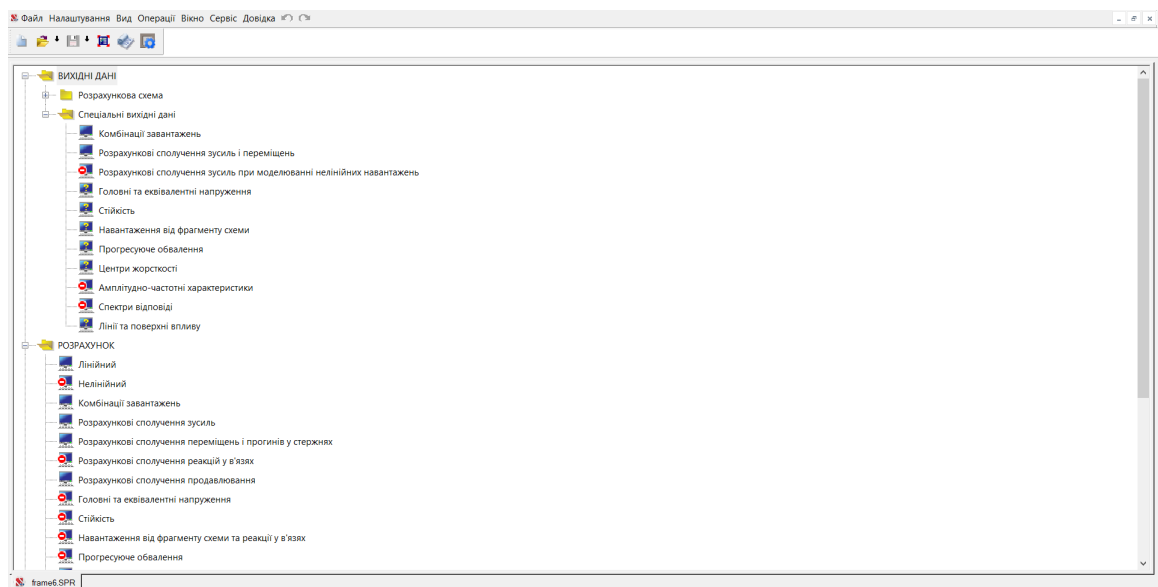 Файл Налаштування Вид Операції Вікно Сервіс Довідка
ВИХІДНІ ДАНІ
Розрахункова схема
Спеціальні вихідні дані
Комбінації завантажень
Розрахункові сполучення зусиль і переміщень
Розрахункові сполучення зусиль при моделюванні нелінійних навантажень
Головні та еквівалентні напруження
Стійкість
Навантаження від фрагменту схеми
Прогресуюче обвалення
Центри жорсткості
Амплітудно-частотні характеристики
Спектри відповіді
Лінії та поверхні впливу
РОЗРАХУНОК
Лінійний
Нелінійний
Комбінації завантажень
Розрахункові сполучення зусиль
Розрахункові сполучення переміщень і прогинів у стержнях
Розрахункові сполучення реакцій у в'язях
Розрахункові сполучення продавлювання
Головні та еквівалентні напруження
Стійкість
Навантаження від фрагменту схеми та реакції у в'язях
Прогресуюче обвалення
frame6.SPR